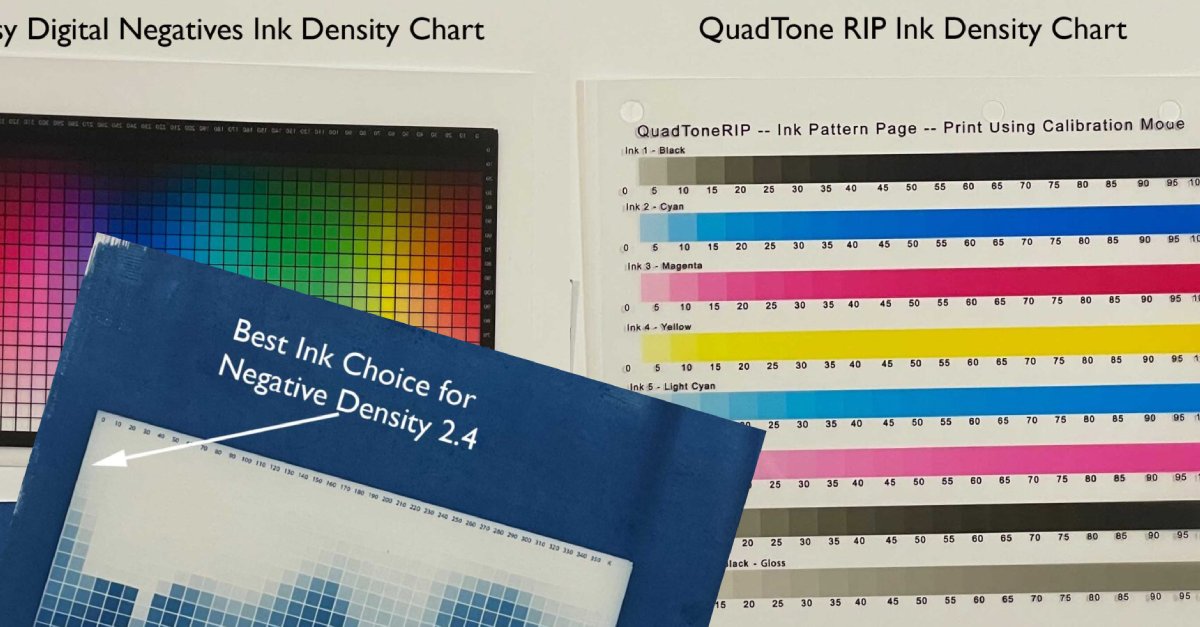 sy Digital Negatives Ink Density Chart
QuadTone RIP Ink Density Chart
QuadToneRIP -- Ink Pattern Page -- Print Using Calibration Mode
Ink 1 - Black
0 5 10 15 20 25 30 35 40 45 50 55 60 65 70 75 80 85 90 95 10
Ink 2 - Cyan
0 5 10 15 20 25 30 35 40 45 50 55 60 65 70 75 80 85 90 95 10
Ink 3 - Magenta
0 5 10 15 20 25 30 35 40 45 50 55 60 65 70 75 80 85 90 95 10
Ink 4 - Yellow
0 5 10 15 20 25 30 35 40 45 50 55 60 65 70 75 80 85 90 95
Ink 5 - Light Cyan
25 30 35 40 45 50 55 60 65 70 75 80 85 90 95
25 30 35 40 45 50 55 60 65 70 75 80 85 90 95
20 25 30 35 40 45 50 55 60 65 70 75 80 85 90 95
lack - Gloss
15 20 25 30 35 40 45 50 55 60 65 70 75 80 85 90 95
Best Ink Choice for
Negative Density 2.4
0 10 20 30 40 50 70 80 90 100 110 120 130 140 150 160 170 180 190 200 210 220 230 240 250 260 270 280 290 300 310 320 330 340 350 K